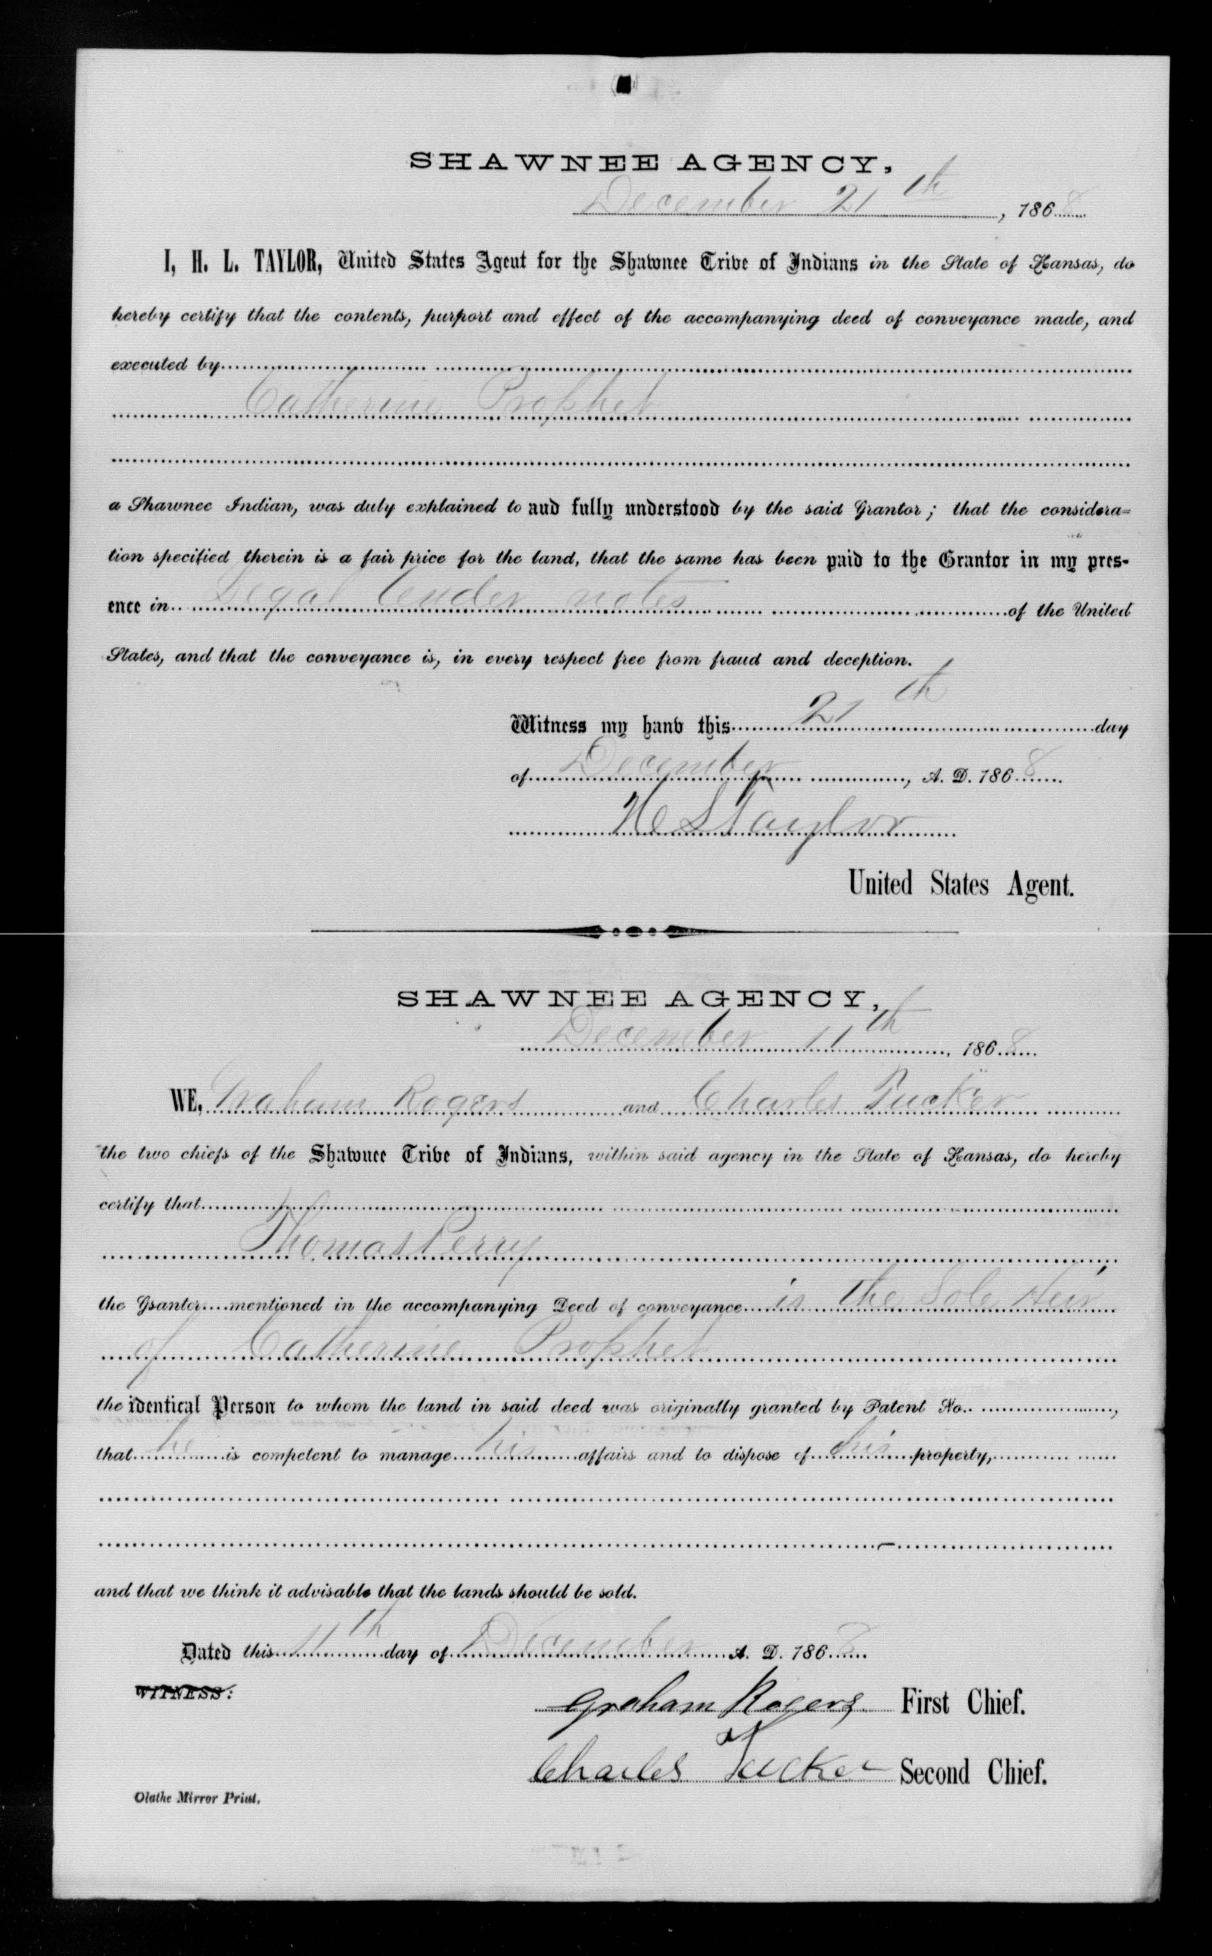 SHAWNEE AGENCY,
December 21th, 1868
I, H. L. TAYLOR, United States Agent for the Shawnee Tribe of Indians in the State of Kansas, do
hereby certify that the contents, purport and effect of the accompanying deed of conveyance made, and
executed by
Catherine Prophet
a Shawnee Indian, was duly explained to and fully understood by the said Grantor; that the considera=
tion specified therein is a fair price for the land, that the same has been paid to the Grantor in my pres-
ence in Legal tender notes of the United
States, and that the conveyance is, in every respect free from fraud and deception.
Witness my hand this 21th day
of December, A. D. 1868
H L Taylor
United States Agent.
SHAWNEE AGENCY,
December 11th, 1868
WE, Graham Rogers and Charles Tucker
the two chiefs of the Shawnee Tribe of Indians, within said agency in the State of Kansas, do hereby
certify that
Thomas Perry
the Grantor mentioned in the accompanying Deed of conveyance is the Sole Heir
of Catherine Prophet
the identical Person to whom the land in said deed was originally granted by Patent No. ,
that he is competent to manage his affairs and to dispose of his property,
and that we think it advisable that the lands should be sold.
Dated this 11th day of December A. D. 1868
WITNESS:
Graham Rogers First Chief.
Charles Tucker Second Chief.
Olathe Mirror Print.